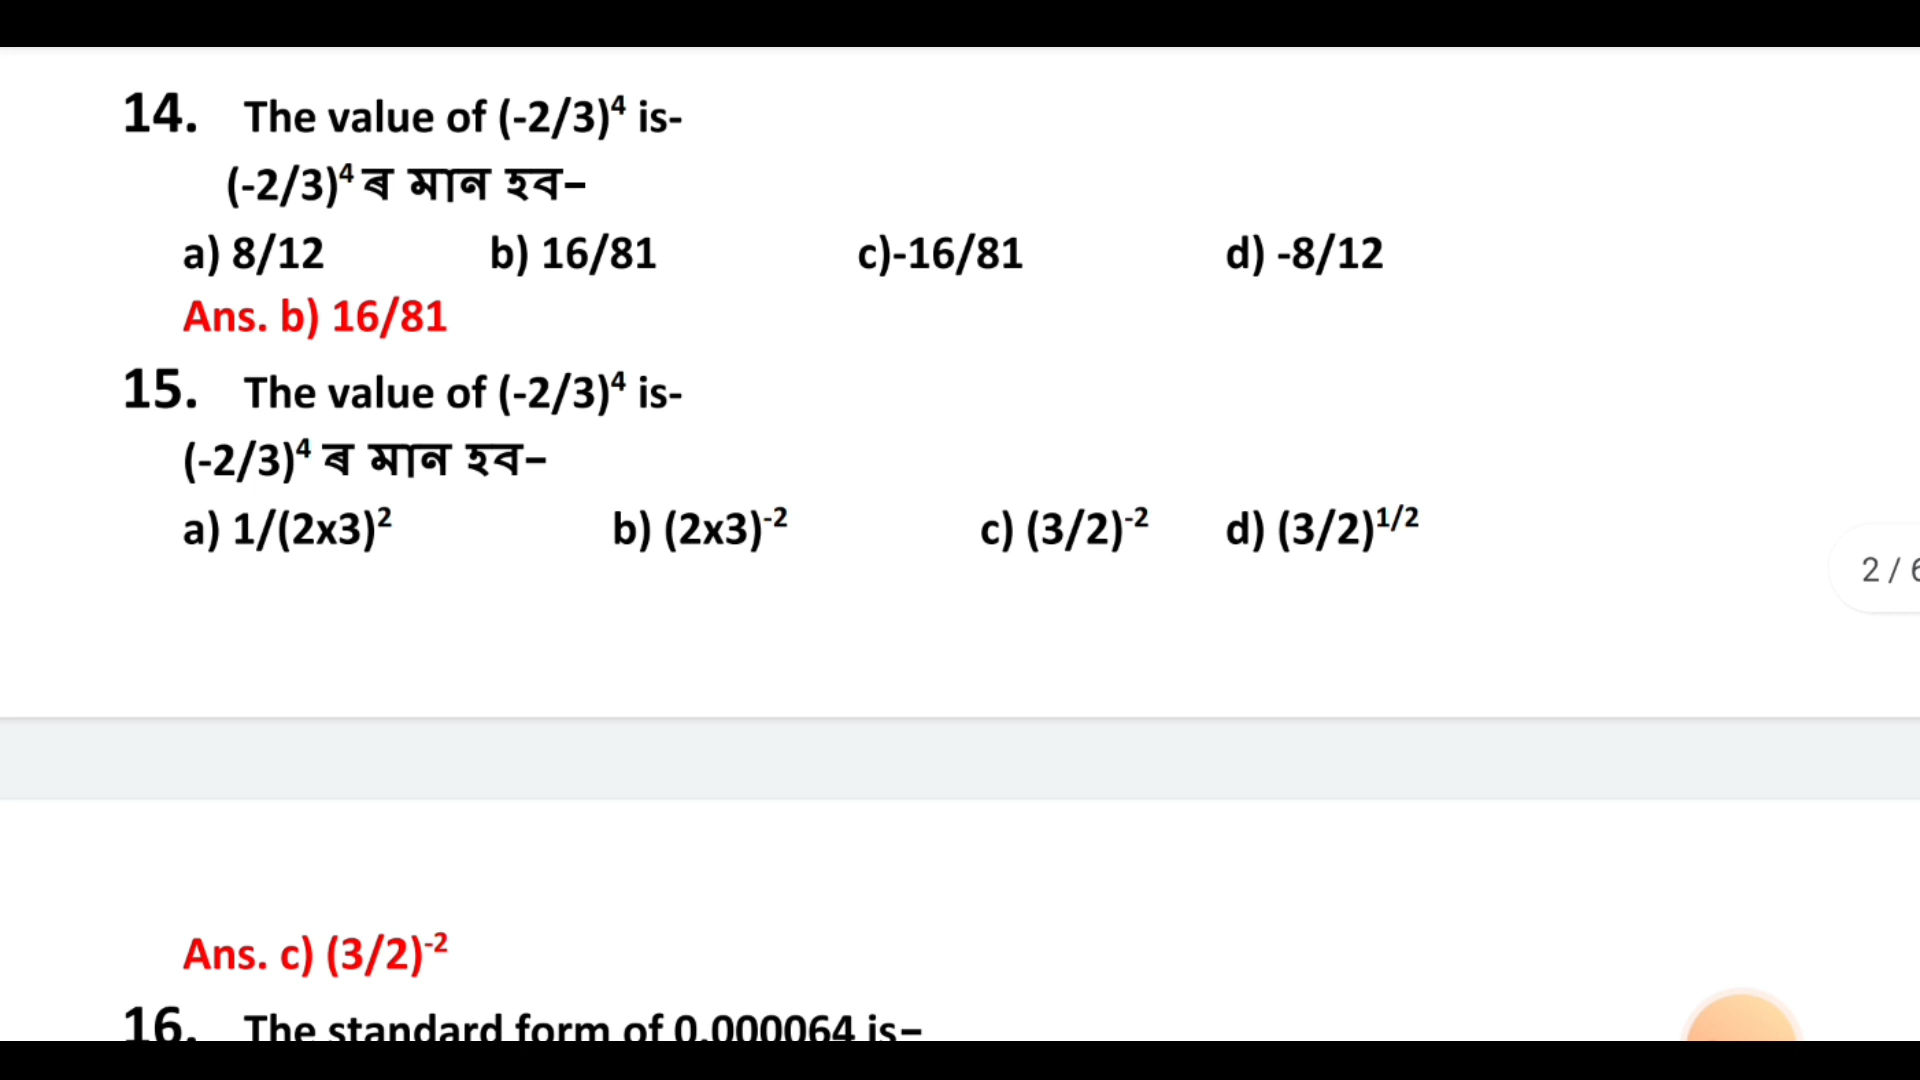 14. The value of (-2/3)⁴ is-
(-2/3)⁴ ৰ মান হব–
a) 8/12 b) 16/81 c)-16/81 d) -8/12
Ans. b) 16/81
15. The value of (-2/3)⁴ is-
(-2/3)⁴ ৰ মান হব–
a) 1/(2x3)² b) (2x3)⁻² c) (3/2)⁻² d) (3/2)¹/²
2 / 6
Ans. c) (3/2)⁻²
16. The standard form of 0.000064 is–